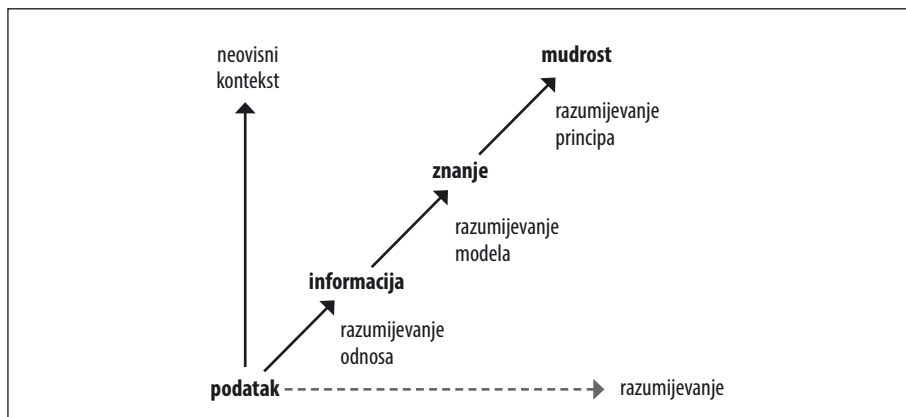 neovisni
kontekst
mudrost
razumijevanje
principa
znanje
razumijevanje
modela
informacija
razumijevanje
odnosa
podatak
razumijevanje